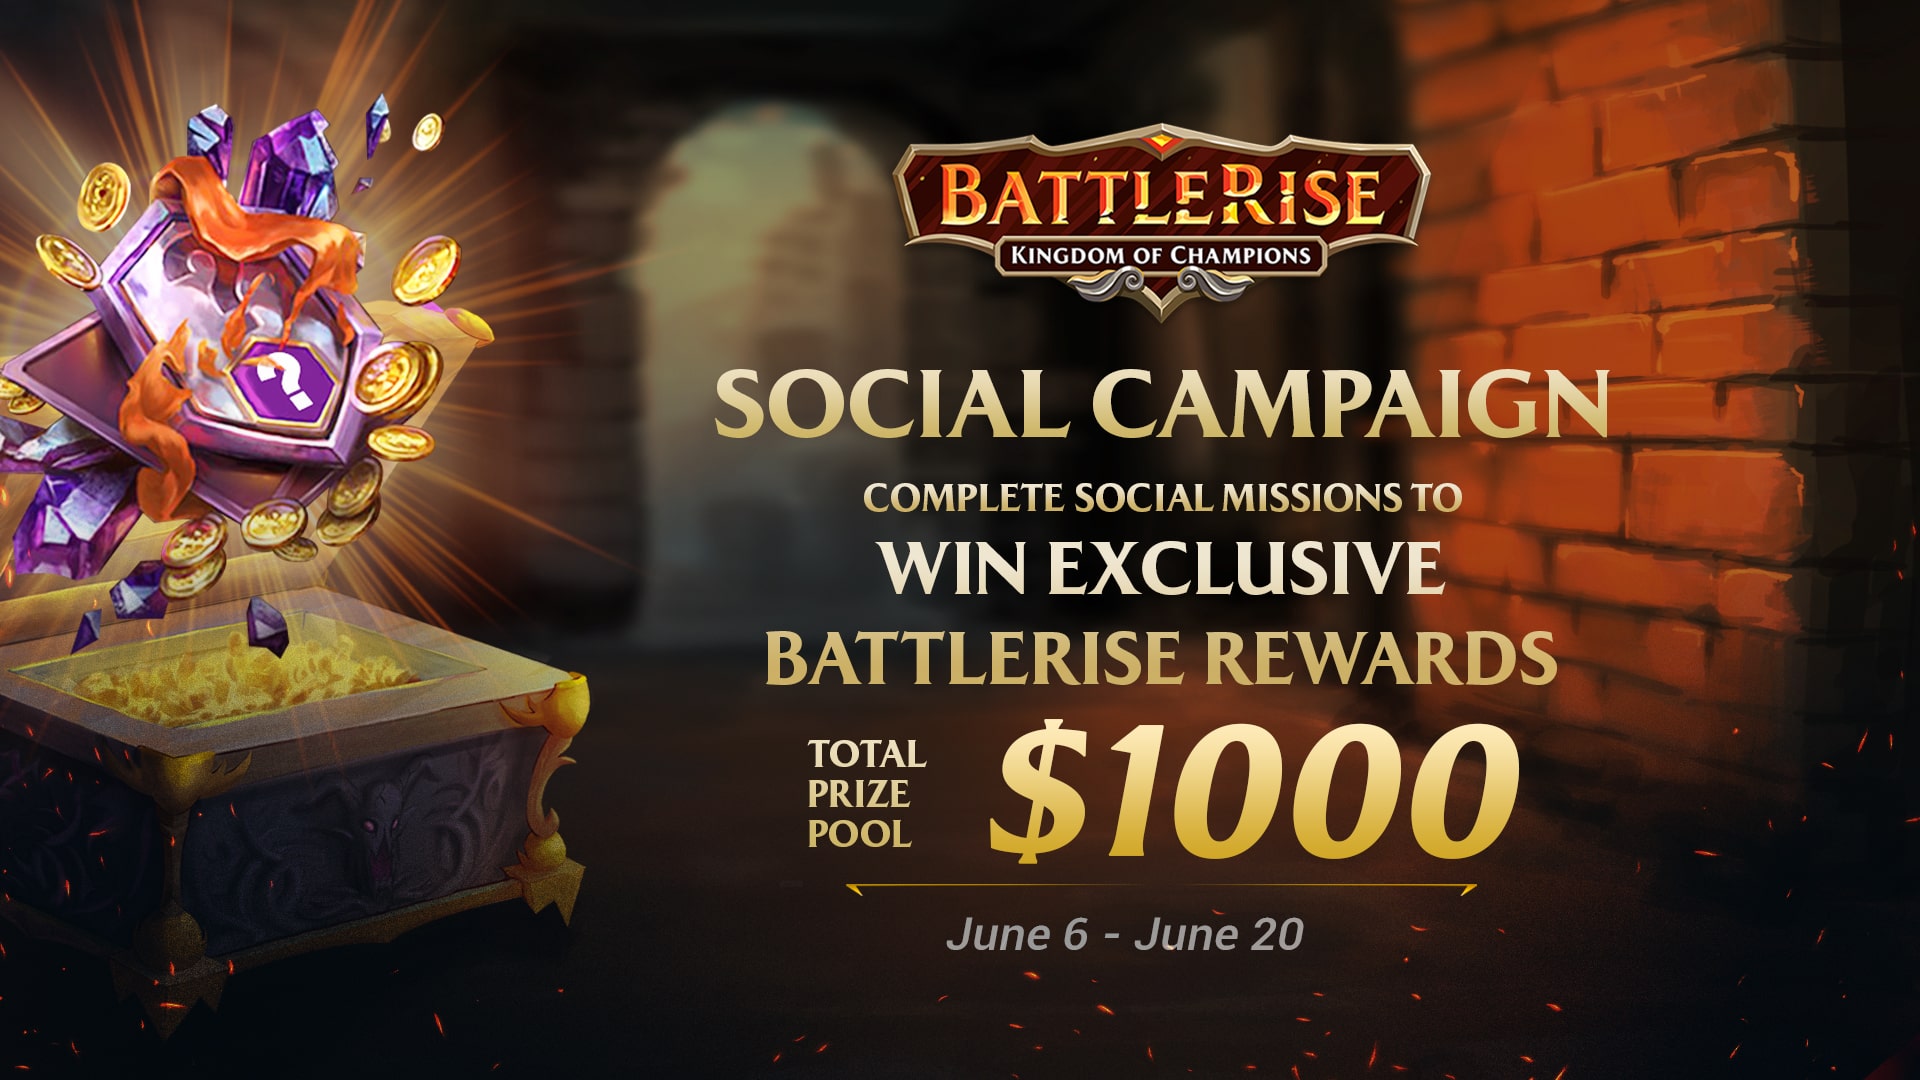 BATTLERISE
KINGDOM OF CHAMPIONS
SOCIAL CAMPAIGN
COMPLETE SOCIAL MISSIONS TO
WIN EXCLUSIVE
BATTLERISE REWARDS
TOTAL
PRIZE
POOL
$1000
June 6 - June 20
?